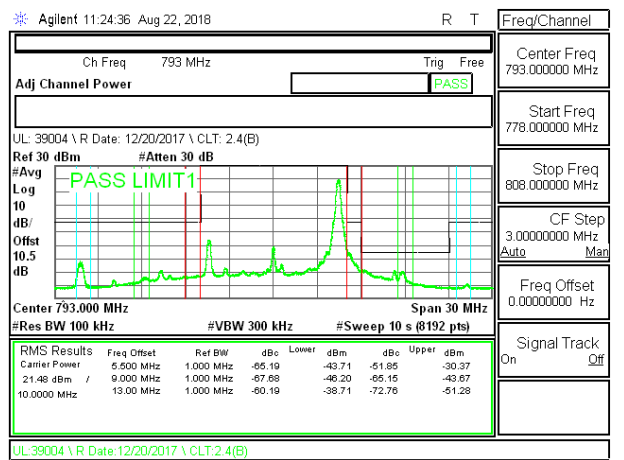 Agilent 11:24:36 Aug 22, 2018 R T Freq/Channel
Ch Freq 793 MHz Trig Free
Adj Channel Power PASS
UL: 39004 \ R Date: 12/20/2017 \ CLT: 2.4(B)
Ref 30 dBm #Atten 30 dB
#Avg
Log
10
dB/
Offst
10.5
dB
PASS LIMIT1
Center 793.000 MHz Span 30 MHz
#Res BW 100 kHz #VBW 300 kHz #Sweep 10 s (8192 pts)
RMS Results Freq Offset Ref BW dBc Lower dBm dBc Upper dBm
Carrier Power 5.500 MHz 1.000 MHz -65.19 -43.71 -51.85 -30.37
21.48 dBm / 9.000 MHz 1.000 MHz -67.68 -46.20 -65.15 -43.67
10.0000 MHz 13.00 MHz 1.000 MHz -60.19 -38.71 -72.76 -51.28
UL:39004 \ R Date:12/20/2017 \ CLT:2.4(B)
Center Freq
793.000000 MHz
Start Freq
778.000000 MHz
Stop Freq
808.000000 MHz
CF Step
3.00000000 MHz
Auto Man
Freq Offset
0.00000000 Hz
Signal Track
On Off